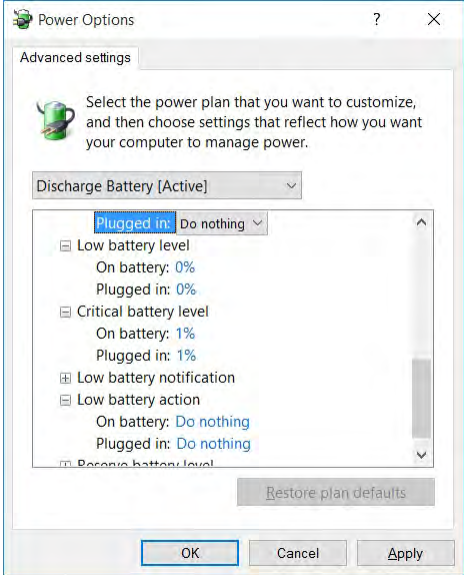 Power Options
Advanced settings
Select the power plan that you want to customize,
and then choose settings that reflect how you want
your computer to manage power.
Discharge Battery [Active]
Plugged in: Do nothing
Low battery level
On battery: 0%
Plugged in: 0%
Critical battery level
On battery: 1%
Plugged in: 1%
Low battery notification
Low battery action
On battery: Do nothing
Plugged in: Do nothing
Reserve battery level
Restore plan defaults
OK Cancel Apply